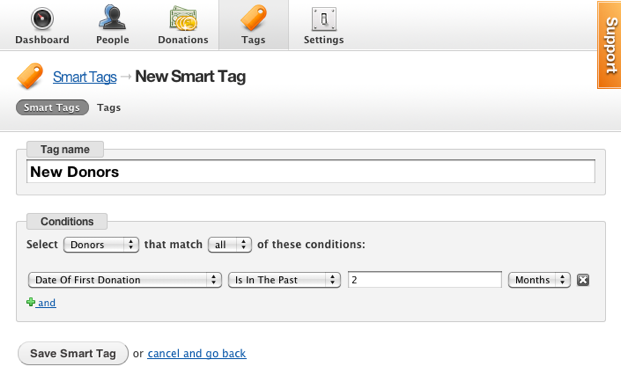 Dashboard People Donations Tags Settings
Support
Smart Tags → New Smart Tag
Smart Tags Tags
Tag name
New Donors
Conditions
Select Donors that match all of these conditions:
Date Of First Donation Is In The Past 2 Months
and
Save Smart Tag or cancel and go back